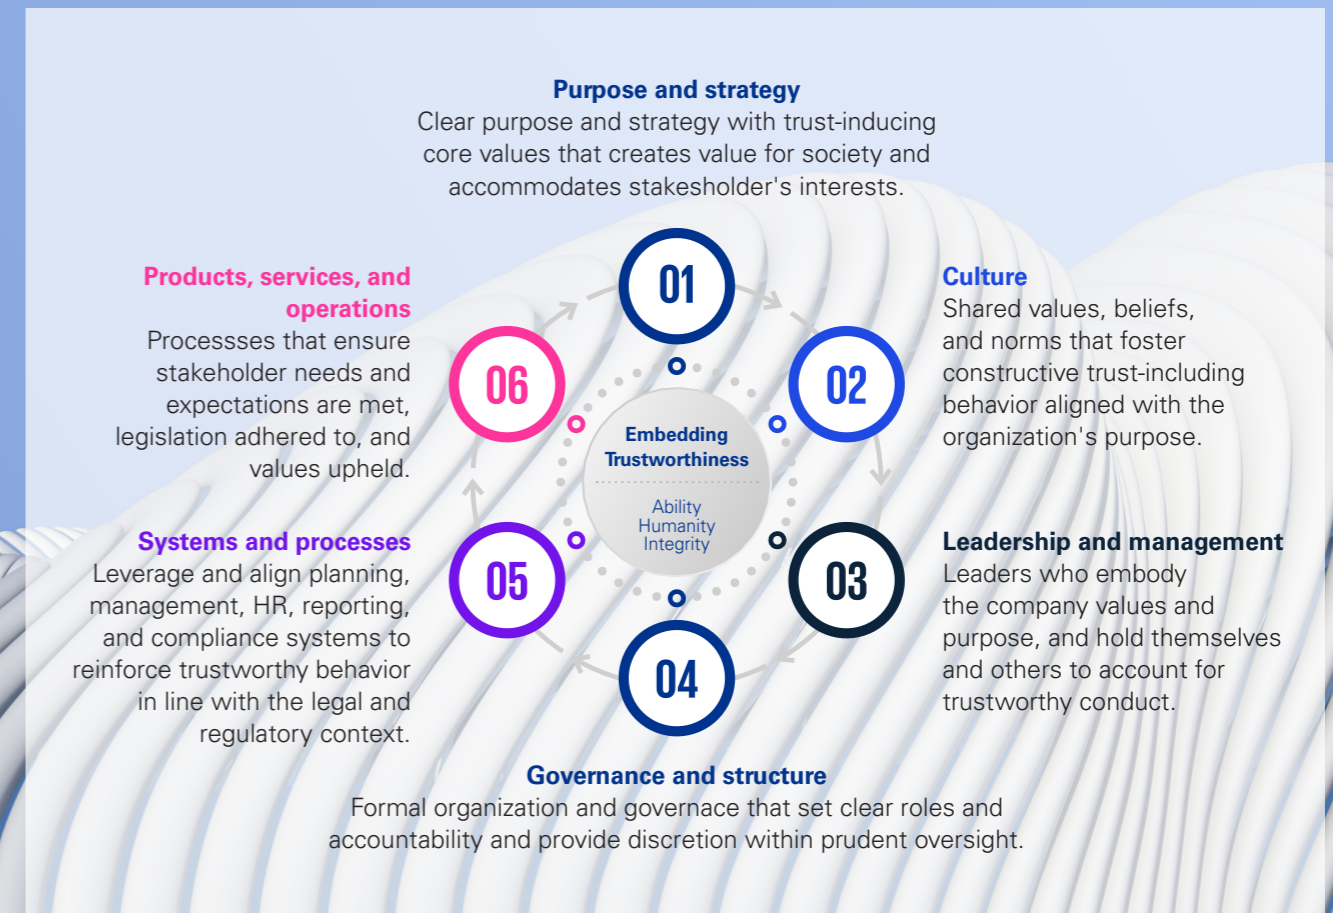 Purpose and strategy
Clear purpose and strategy with trust-inducing
core values that creates value for society and
accommodates stakesholder's interests.
01
Culture
Shared values, beliefs,
and norms that foster
constructive trust-including
behavior aligned with the
organization's purpose.
02
Leadership and management
Leaders who embody
the company values and
purpose, and hold themselves
and others to account for
trustworthy conduct.
03
Governance and structure
Formal organization and governace that set clear roles and
accountability and provide discretion within prudent oversight.
04
Systems and processes
Leverage and align planning,
management, HR, reporting,
and compliance systems to
reinforce trustworthy behavior
in line with the legal and
regulatory context.
05
Products, services, and
operations
Processses that ensure
stakeholder needs and
expectations are met,
legislation adhered to, and
values upheld.
06
Embedding
Trustworthiness
Ability
Humanity
Integrity